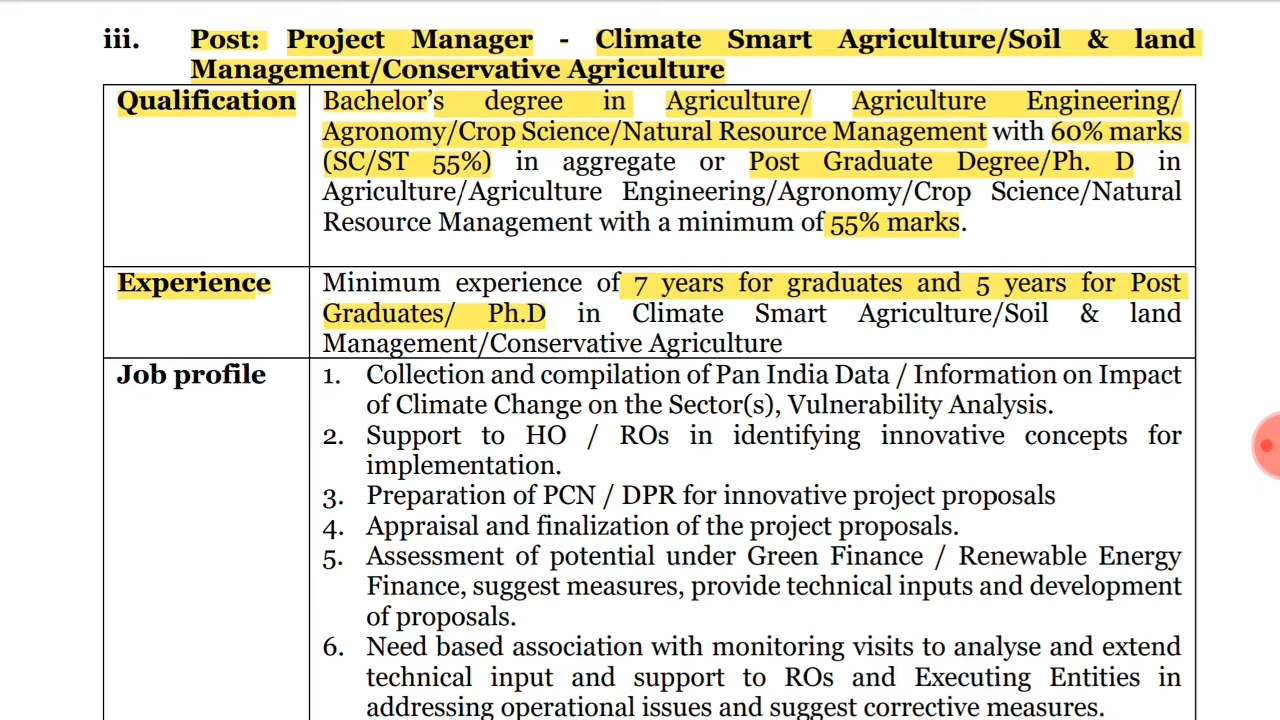 iii. Post: Project Manager - Climate Smart Agriculture/Soil & land
Management/Conservative Agriculture
Qualification
Bachelor’s degree in Agriculture/ Agriculture Engineering/
Agronomy/Crop Science/Natural Resource Management with 60% marks
(SC/ST 55%) in aggregate or Post Graduate Degree/Ph. D in
Agriculture/Agriculture Engineering/Agronomy/Crop Science/Natural
Resource Management with a minimum of 55% marks.
Experience
Minimum experience of 7 years for graduates and 5 years for Post
Graduates/ Ph.D in Climate Smart Agriculture/Soil & land
Management/Conservative Agriculture
Job profile
1. Collection and compilation of Pan India Data / Information on Impact
of Climate Change on the Sector(s), Vulnerability Analysis.
2. Support to HO / ROs in identifying innovative concepts for
implementation.
3. Preparation of PCN / DPR for innovative project proposals
4. Appraisal and finalization of the project proposals.
5. Assessment of potential under Green Finance / Renewable Energy
Finance, suggest measures, provide technical inputs and development
of proposals.
6. Need based association with monitoring visits to analyse and extend
technical input and support to ROs and Executing Entities in
addressing operational issues and suggest corrective measures.